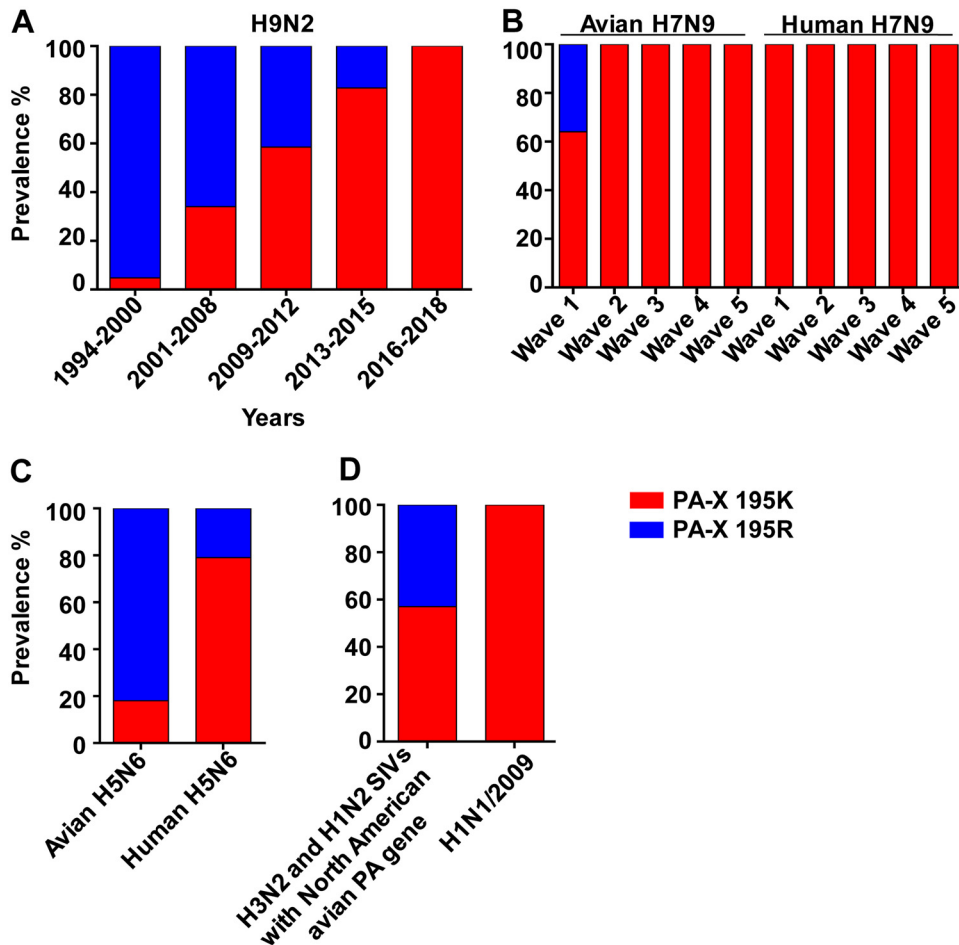 A
H9N2
Prevalence %
100
80
60
40
20
0
1994-2000
2001-2008
2009-2012
2013-2015
2016-2018
Years
B
Avian H7N9
Human H7N9
100
80
60
40
20
0
Wave 1
Wave 2
Wave 3
Wave 4
Wave 5
Wave 1
Wave 2
Wave 3
Wave 4
Wave 5
C
Prevalence %
100
80
60
40
20
0
Avian H5N6
Human H5N6
D
100
80
60
40
20
0
H3N2 and H1N2 SIVs
with North American
avian PA gene
H1N1/2009
PA-X 195K
PA-X 195R